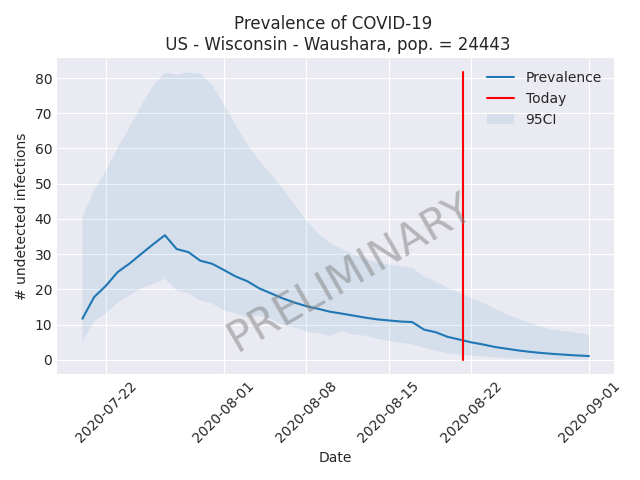 Prevalence of COVID-19
US - Wisconsin - Waushara, pop. = 24443
Prevalence
Today
95CI
PRELIMINARY
# undetected infections
80
70
60
50
40
30
20
10
0
2020-07-22
2020-08-01
2020-08-08
2020-08-15
2020-08-22
2020-09-01
Date